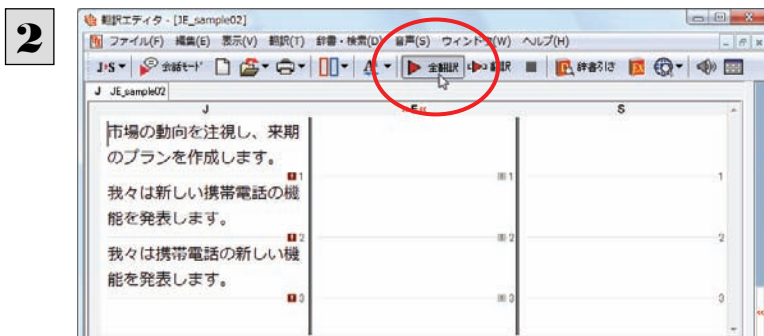 2
翻訳エディタ - [JE_sample02]
ファイル(F) 編集(E) 表示(V) 翻訳(T) 辞書・検索(D) 音声(S) ウィンドウ(W) ヘルプ(H)
J▸S 会話モード A 全翻訳 翻訳 辞書引き
J JE_sample02
J E S
市場の動向を注視し、来期
のプランを作成します。
1 1 1
我々は新しい携帯電話の機
能を発表します。
2 2 2
我々は携帯電話の新しい機
能を発表します。
3 3 3